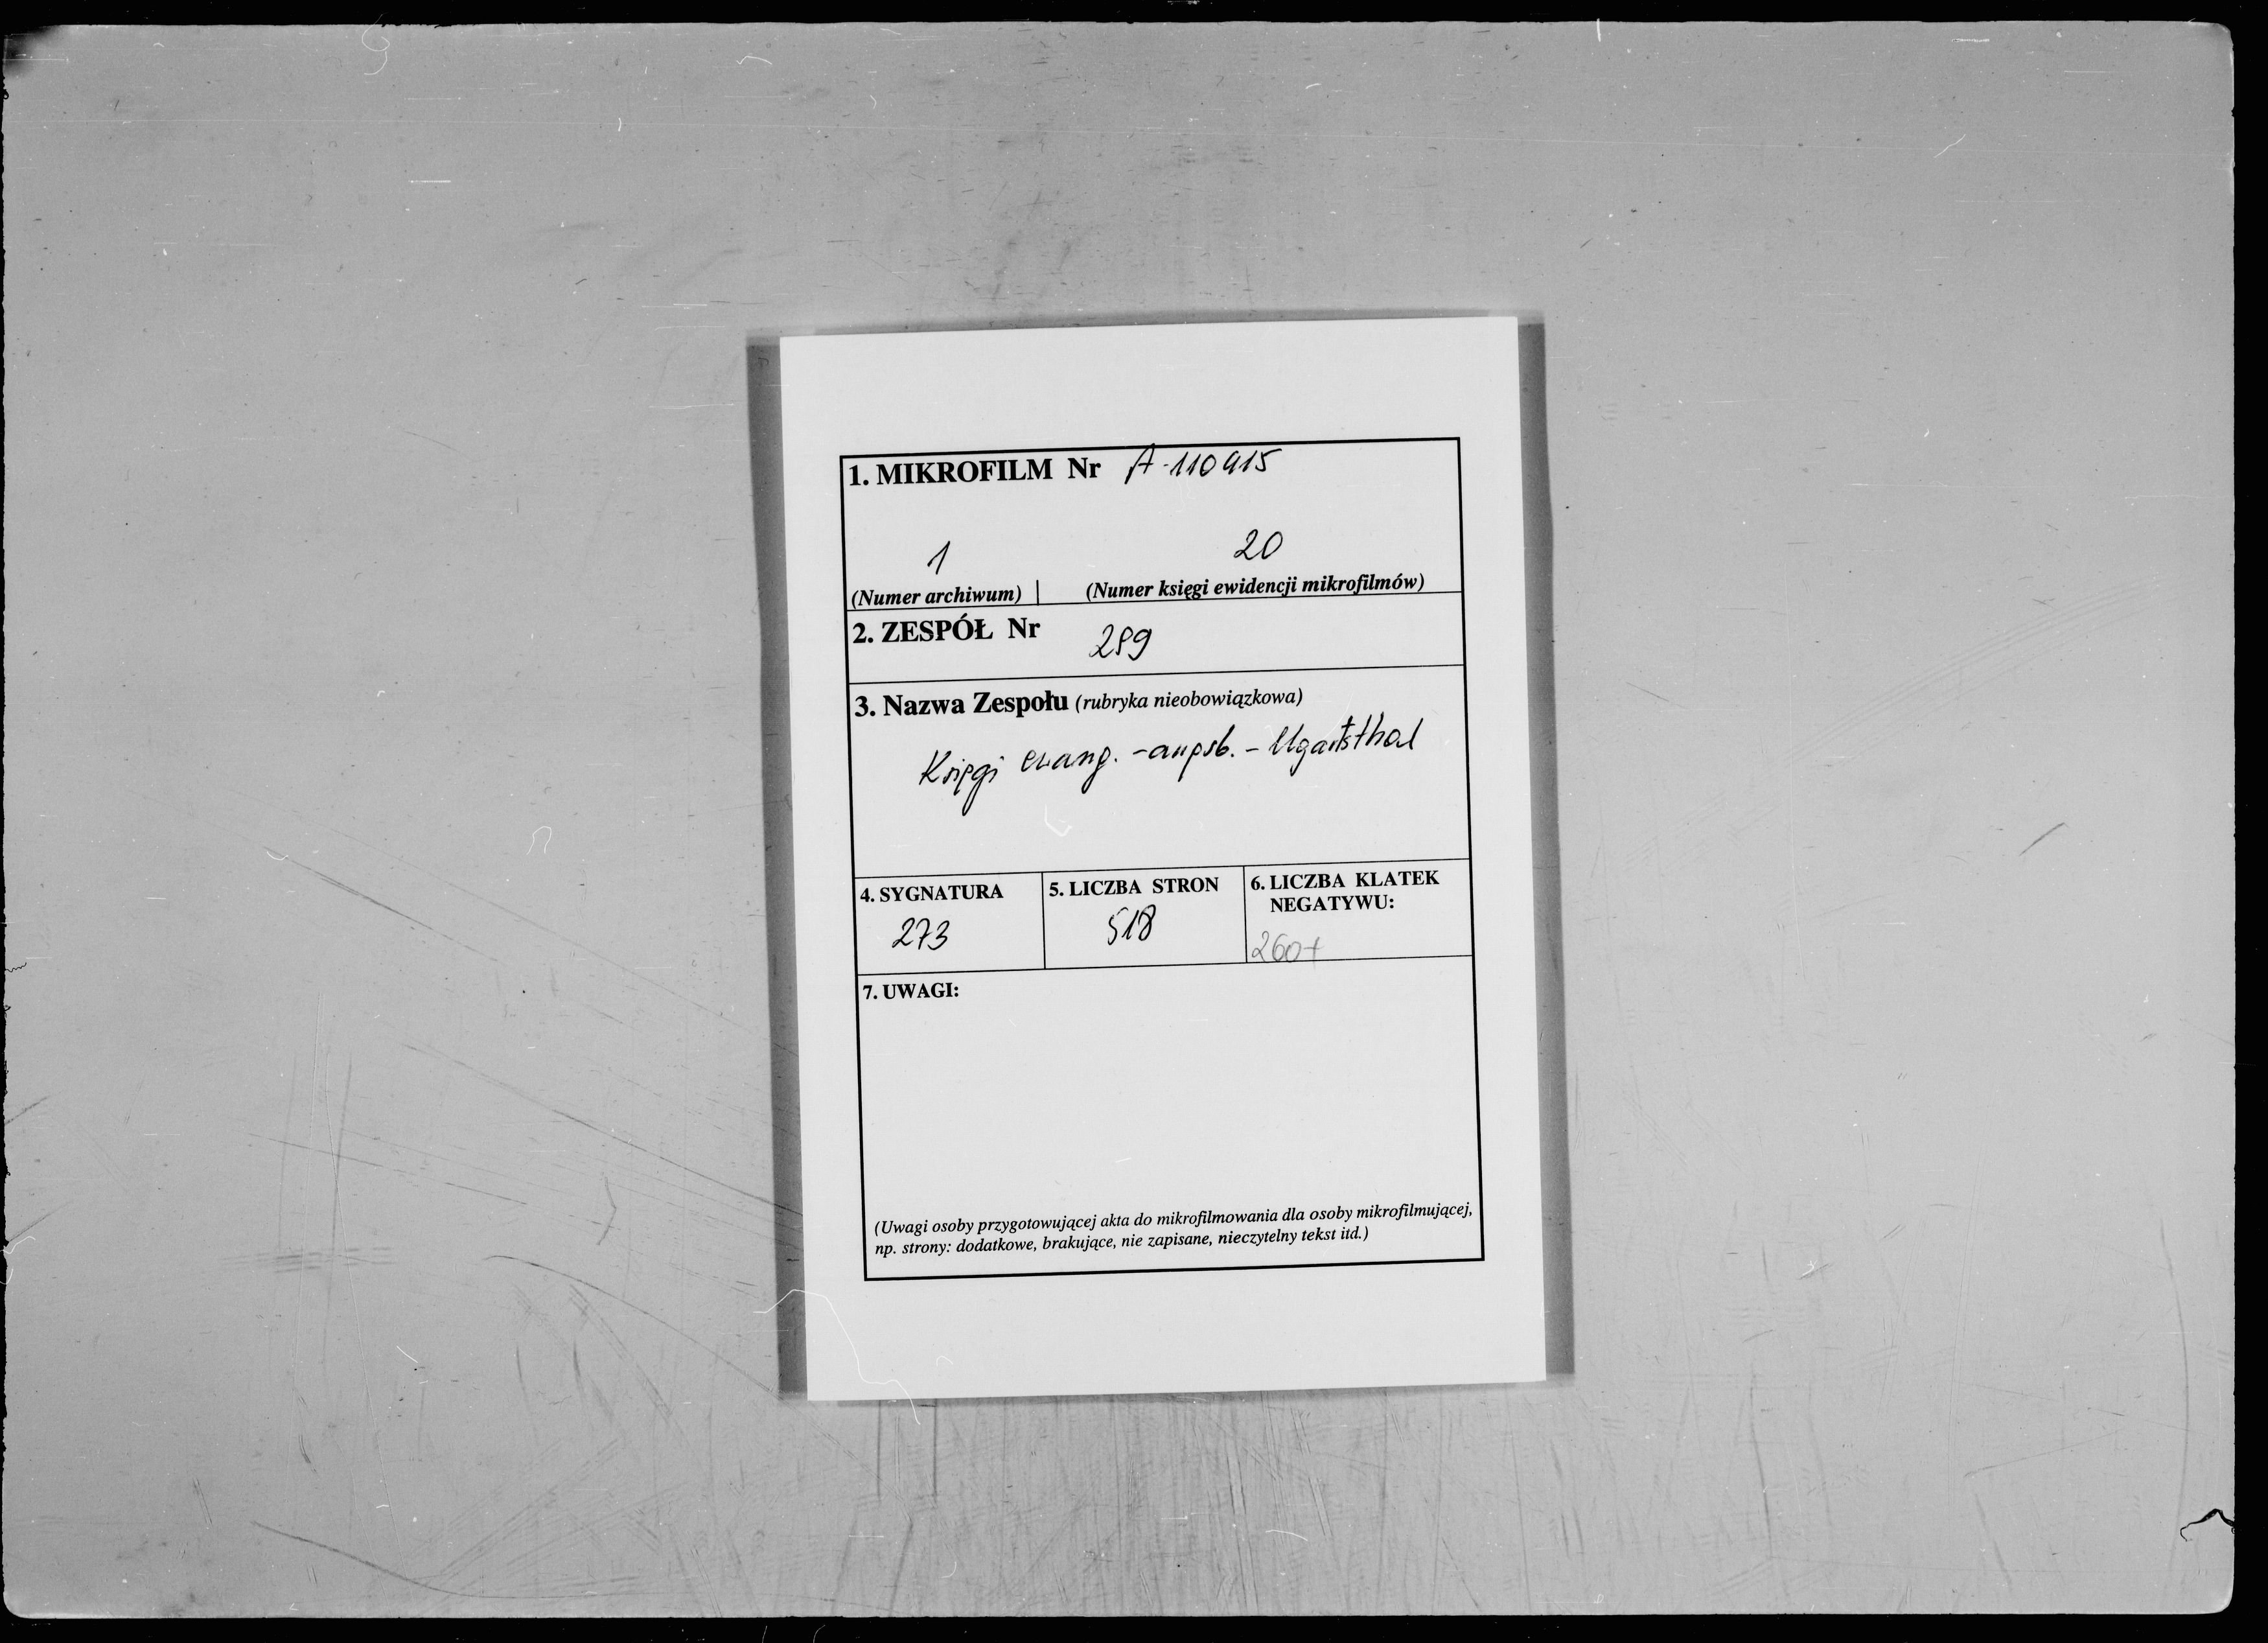 1. MIKROFILM Nr A-110915
1 20
(Numer archiwum) | (Numer księgi ewidencji mikrofilmów)
2. ZESPÓŁ Nr 289
3. Nazwa Zespołu (rubryka nieobowiązkowa)
Księgi ewang. - augsb. - Ugartsthal
4. SYGNATURA 5. LICZBA STRON 6. LICZBA KLATEK
NEGATYWU:
273 518 260+
7. UWAGI:
(Uwagi osoby przygotowującej akta do mikrofilmowania dla osoby mikrofilmującej,
np. strony: dodatkowe, brakujące, nie zapisane, nieczytelny tekst itd.)